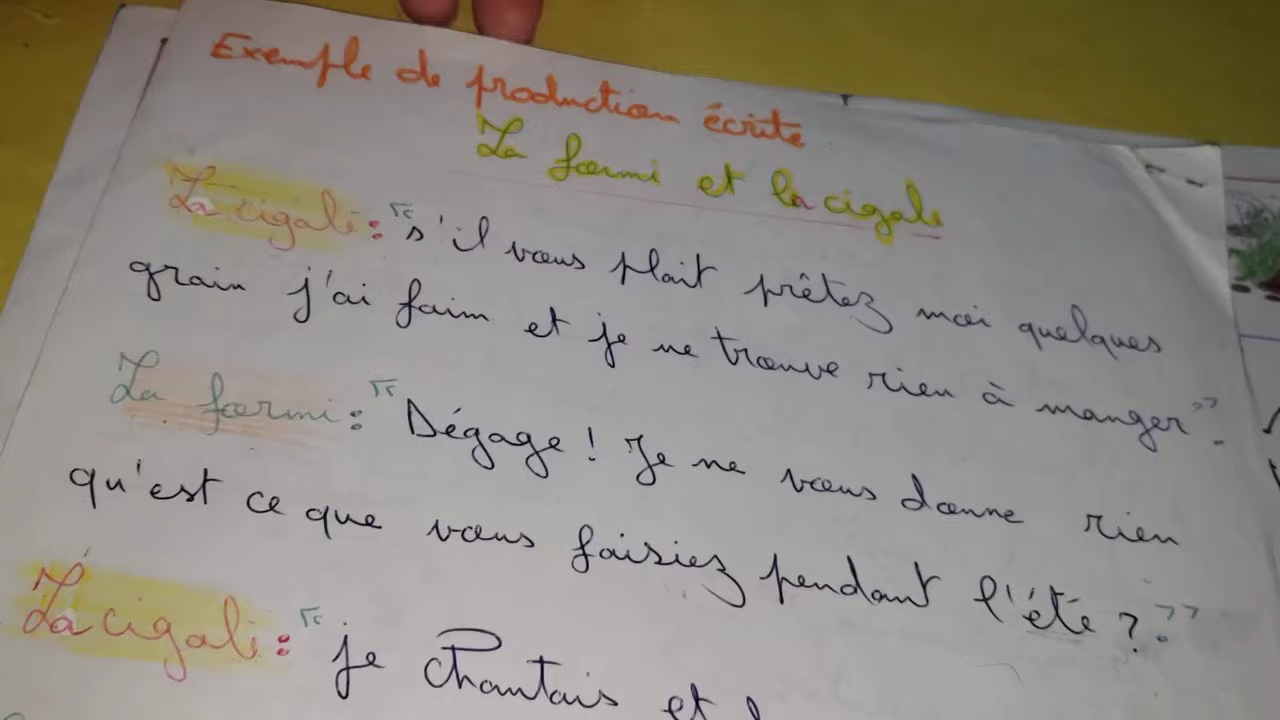 Exemple de production écrite
La formi et la cigale
La cigale : " s'il vous plait prêtez moi quelques
grain j'ai faim et je ne trouve rien à manger ".
La formi : " Dégage ! Je ne vous donne rien
qu'est ce que vous faisiez pendant l'été ? "
La cigale : " je chantais et